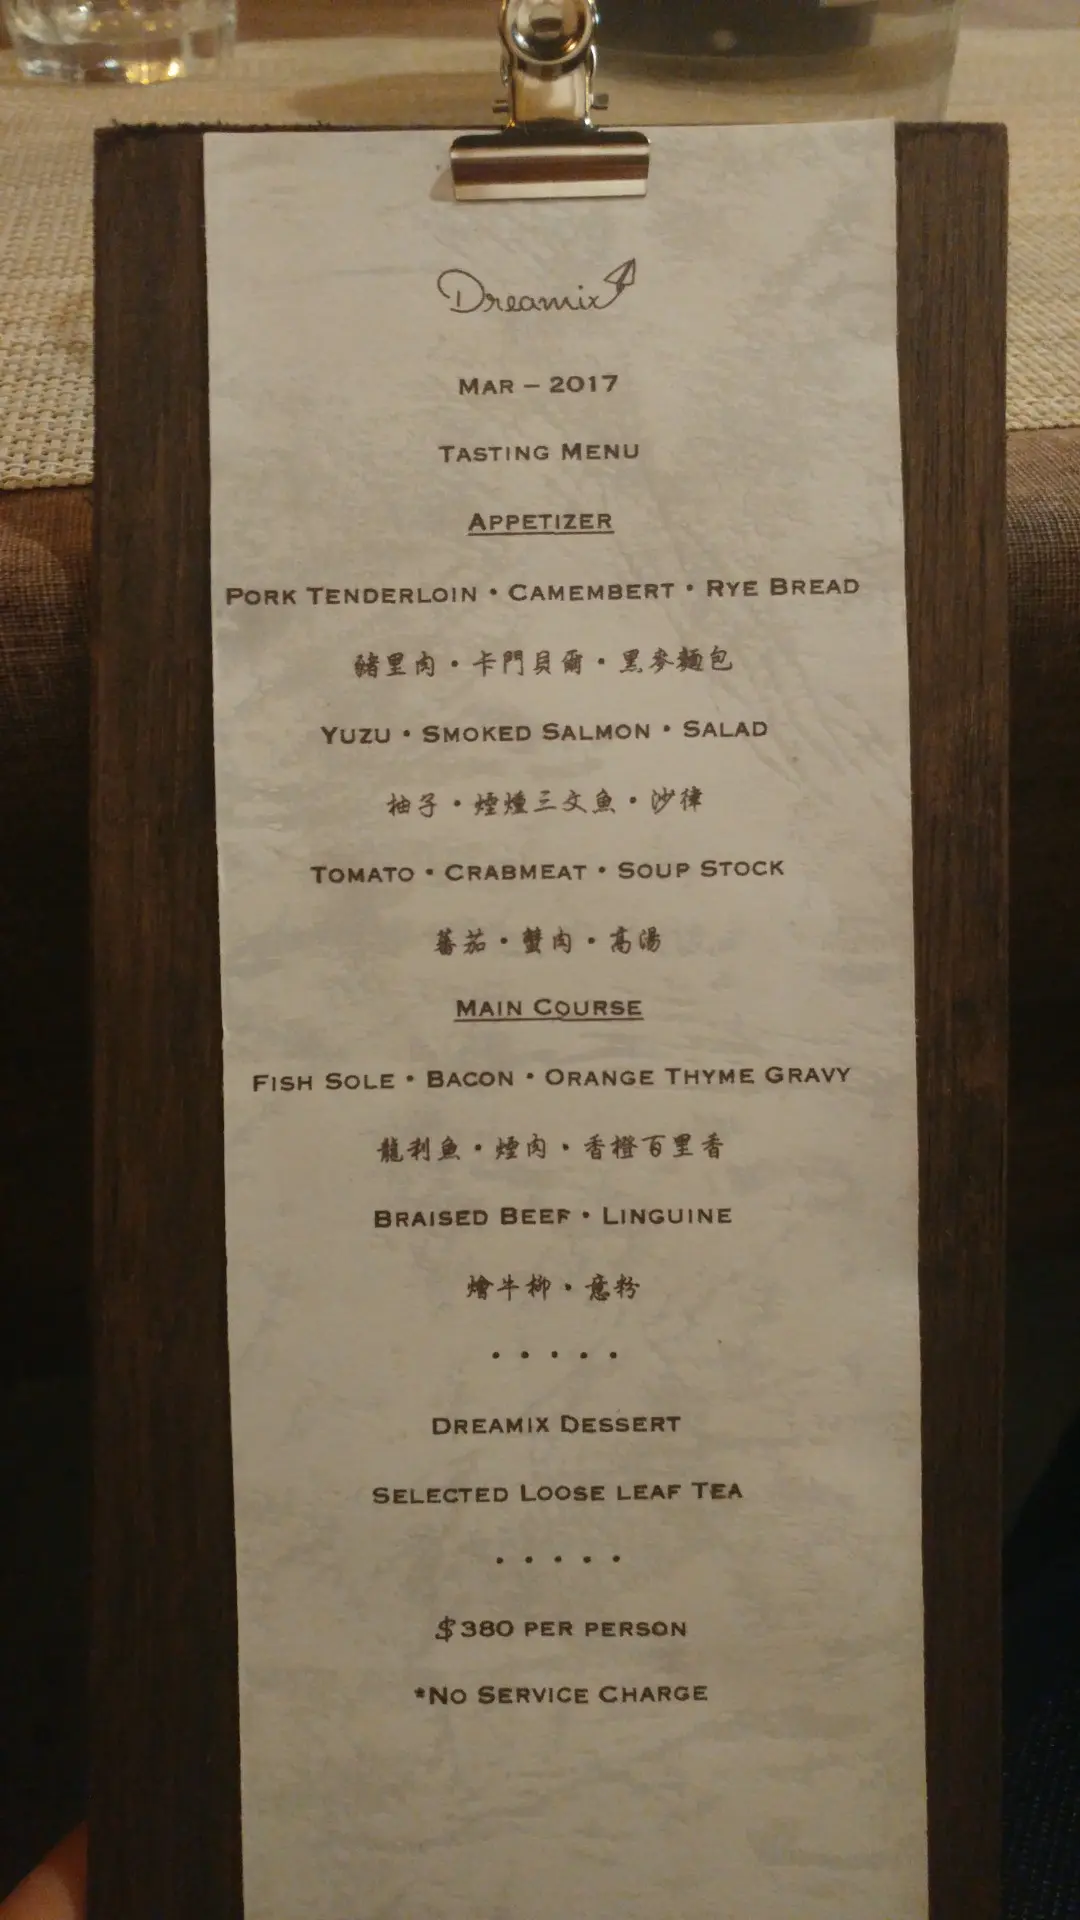 Dreamix
MAR – 2017
TASTING MENU
APPETIZER
PORK TENDERLOIN • CAMEMBERT • RYE BREAD
豬里肉・卡門貝爾・黑麥麵包
YUZU • SMOKED SALMON • SALAD
柚子・煙燻三文魚・沙律
TOMATO • CRABMEAT • SOUP STOCK
蕃茄・蟹肉・高湯
MAIN COURSE
FISH SOLE • BACON • ORANGE THYME GRAVY
龍利魚・煙肉・香橙百里香
BRAISED BEEF • LINGUINE
燴牛柳・意粉
• • • • •
DREAMIX DESSERT
SELECTED LOOSE LEAF TEA
• • • • •
$380 PER PERSON
*NO SERVICE CHARGE